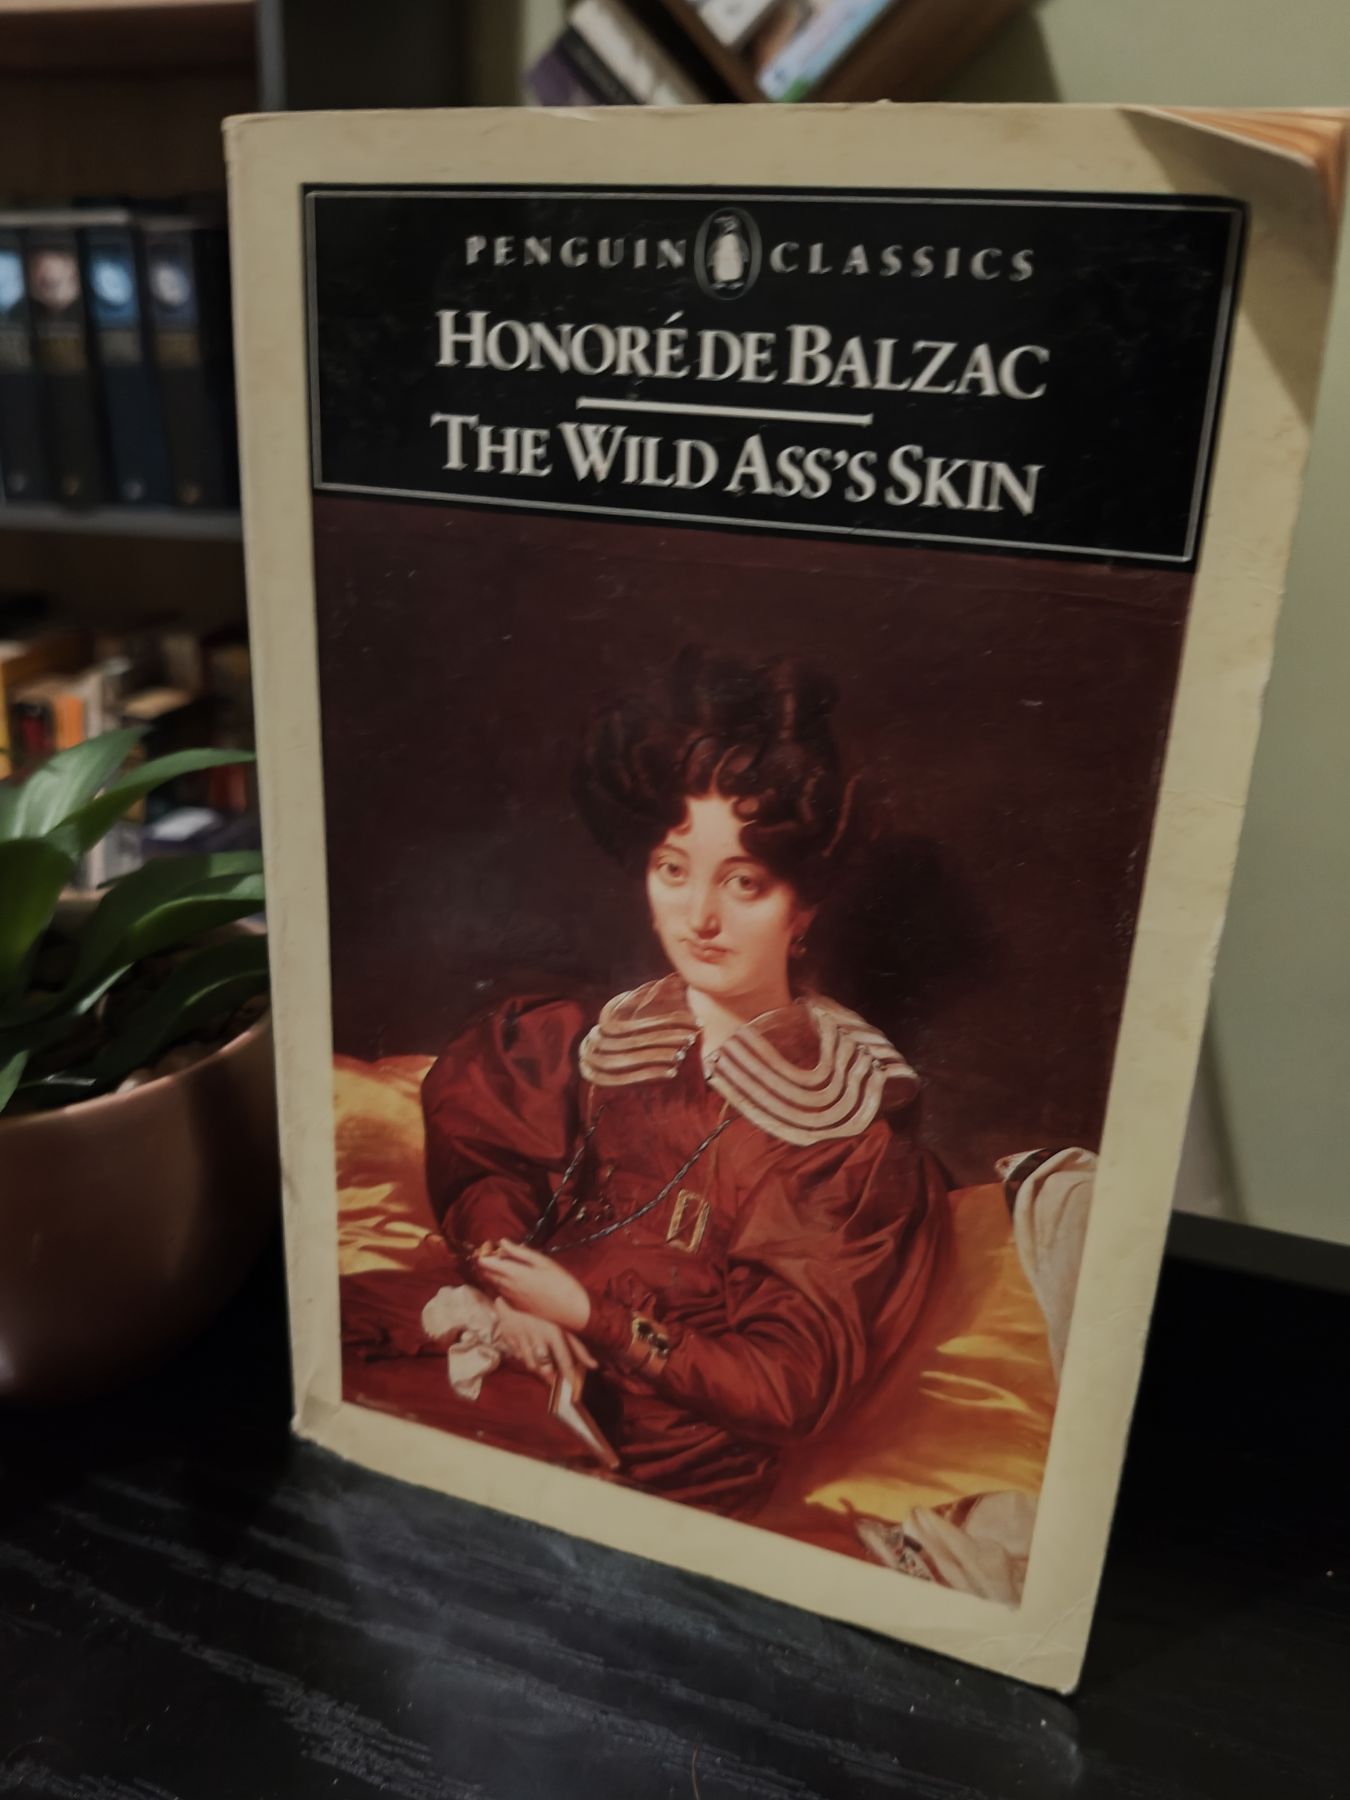 PENGUIN CLASSICS
HONORÉ DE BALZAC
THE WILD ASS'S SKIN